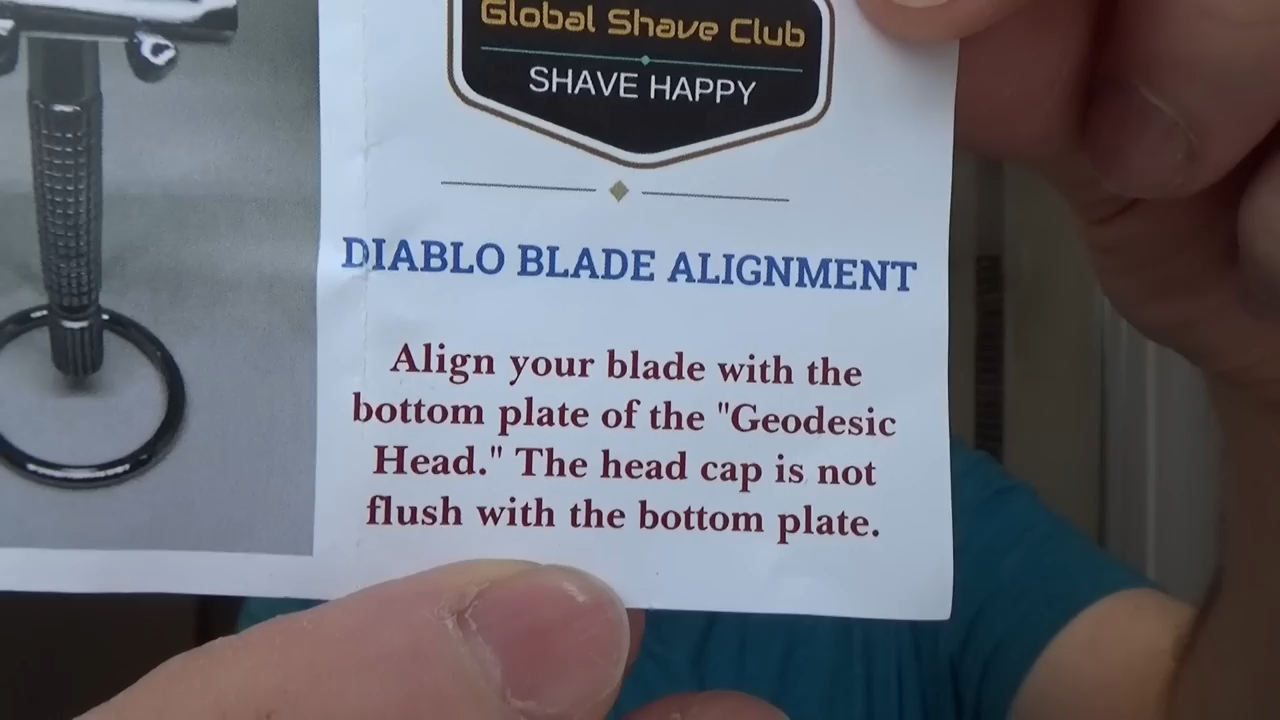 Global Shave Club
SHAVE HAPPY
DIABLO BLADE ALIGNMENT
Align your blade with the
bottom plate of the "Geodesic
Head." The head cap is not
flush with the bottom plate.